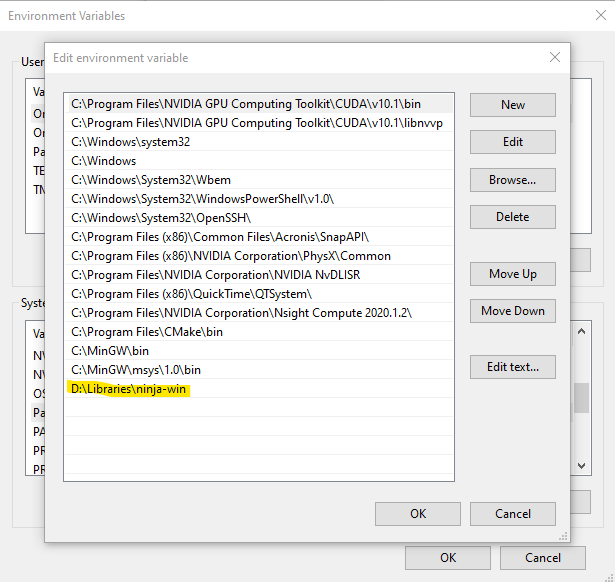 Environment Variables
Edit environment variable
User
Va
Or
Or
Pa
TE
TN
C:\Program Files\NVIDIA GPU Computing Toolkit\CUDA\v10.1\bin
C:\Program Files\NVIDIA GPU Computing Toolkit\CUDA\v10.1\libnvvp
C:\Windows\system32
C:\Windows
C:\Windows\System32\Wbem
C:\Windows\System32\WindowsPowerShell\v1.0\
C:\Windows\System32\OpenSSH\
C:\Program Files (x86)\Common Files\Acronis\SnapAPI\
C:\Program Files (x86)\NVIDIA Corporation\PhysX\Common
C:\Program Files\NVIDIA Corporation\NVIDIA NvDLISR
C:\Program Files (x86)\QuickTime\QTSystem\
C:\Program Files\NVIDIA Corporation\Nsight Compute 2020.1.2\
C:\Program Files\CMake\bin
C:\MinGW\bin
C:\MinGW\msys\1.0\bin
D:\Libraries\ninja-win
New
Edit
Browse...
Delete
Move Up
Move Down
Edit text...
Syste
Va
NV
NV
OS
Pa
PA
PR
PR
OK
Cancel
OK
Cancel